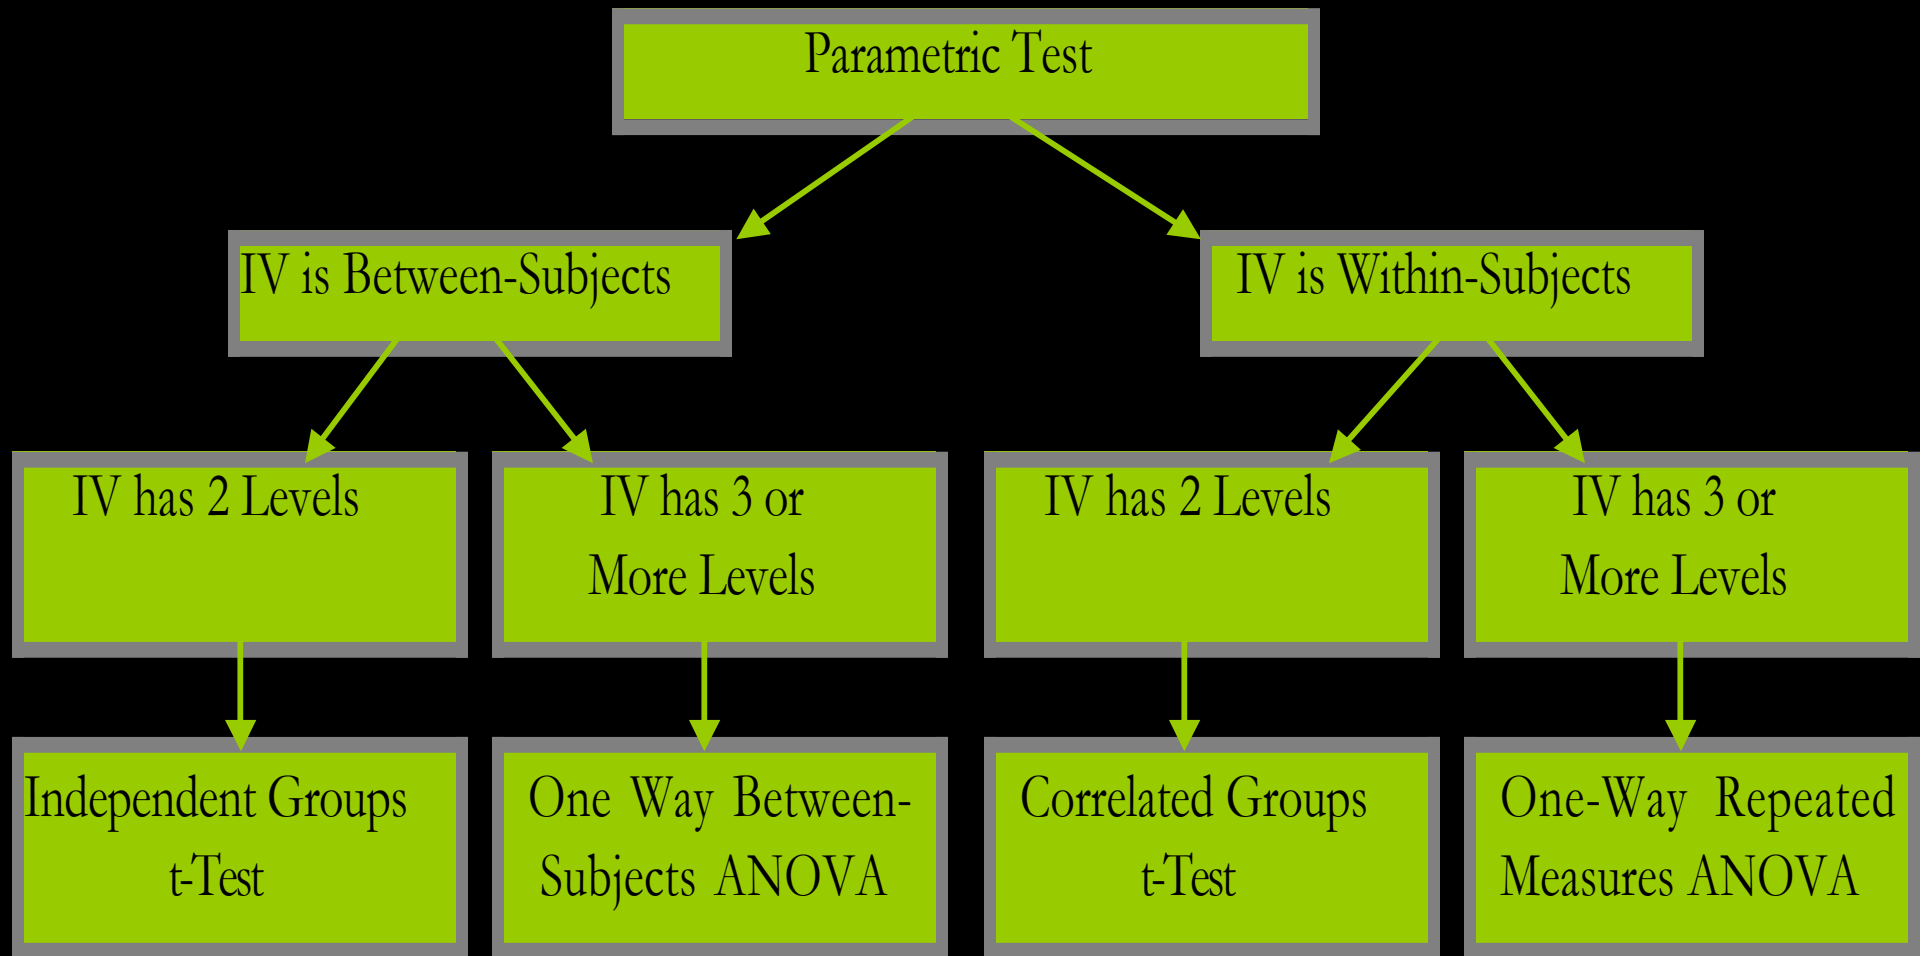 Parametric Test
IV is Between-Subjects
IV is Within-Subjects
IV has 2 Levels
IV has 3 or
More Levels
IV has 2 Levels
IV has 3 or
More Levels
Independent Groups
t-Test
One Way Between-
Subjects ANOVA
Correlated Groups
t-Test
One-Way Repeated
Measures ANOVA